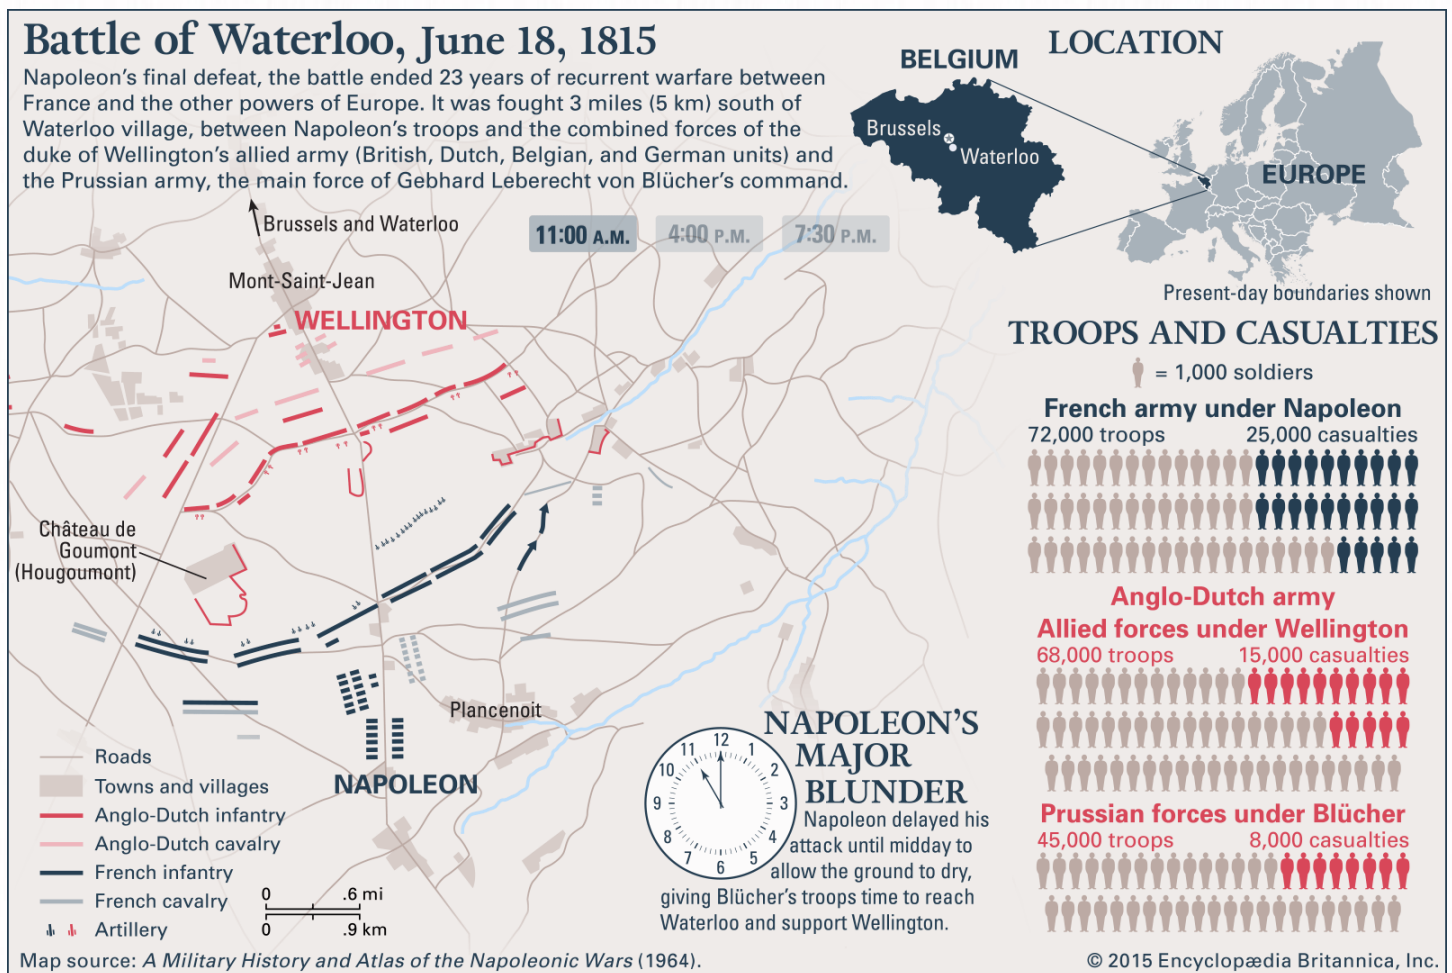 Battle of Waterloo, June 18, 1815
Napoleon's final defeat, the battle ended 23 years of recurrent warfare between
France and the other powers of Europe. It was fought 3 miles (5 km) south of
Waterloo village, between Napoleon's troops and the combined forces of the
duke of Wellington's allied army (British, Dutch, Belgian, and German units) and
the Prussian army, the main force of Gebhard Leberecht von Blücher's command.
Brussels and Waterloo
11:00 A.M.
4:00 P.M.
7:30 P.M.
Mont-Saint-Jean
WELLINGTON
Château de
Goumont
(Hougoumont)
Plancenoit
NAPOLEON
Roads
Towns and villages
Anglo-Dutch infantry
Anglo-Dutch cavalry
French infantry
French cavalry
Artillery
0 .6 mi
0 .9 km
12
1
2
3
4
5
6
7
8
9
10
11
NAPOLEON'S
MAJOR
BLUNDER
Napoleon delayed his
attack until midday to
allow the ground to dry,
giving Blücher's troops time to reach
Waterloo and support Wellington.
LOCATION
BELGIUM
Brussels
Waterloo
EUROPE
Present-day boundaries shown
TROOPS AND CASUALTIES
= 1,000 soldiers
French army under Napoleon
72,000 troops 25,000 casualties
Anglo-Dutch army
Allied forces under Wellington
68,000 troops 15,000 casualties
Prussian forces under Blücher
45,000 troops 8,000 casualties
Map source: A Military History and Atlas of the Napoleonic Wars (1964).
© 2015 Encyclopædia Britannica, Inc.